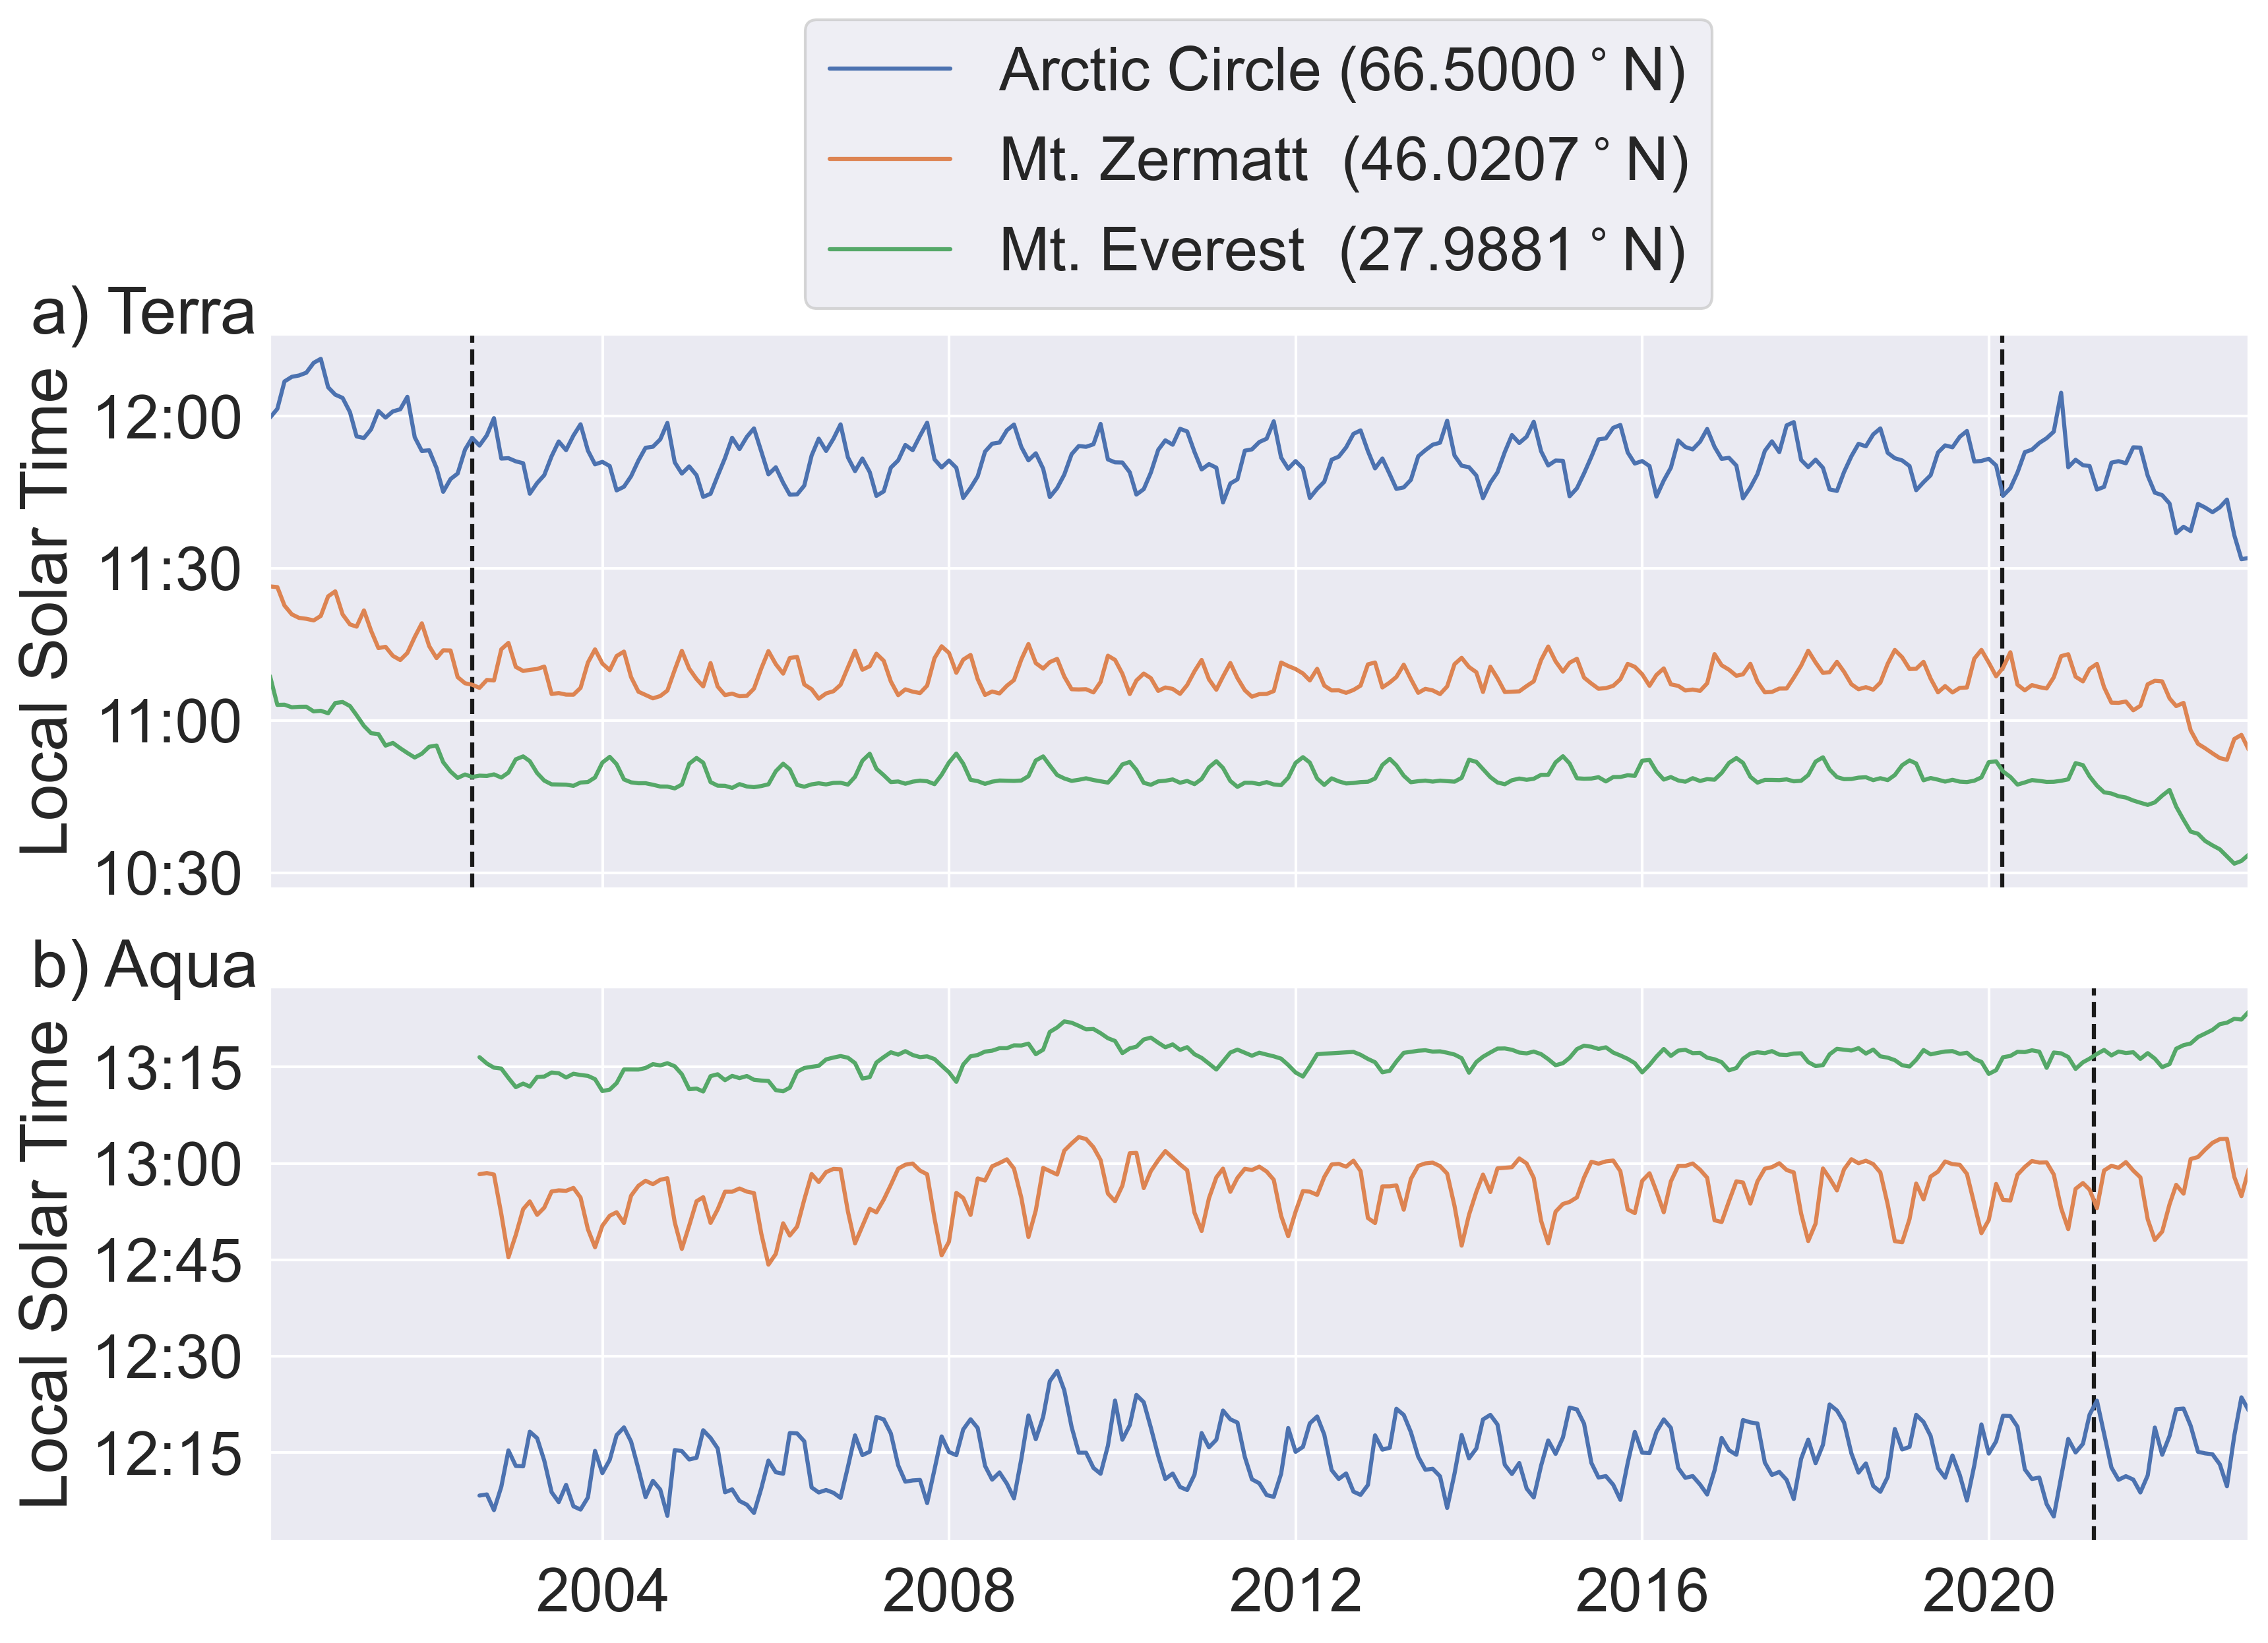 Arctic Circle (66.5000°N)
Mt. Zermatt (46.0207°N)
Mt. Everest (27.9881°N)
a) Terra
Local Solar Time
12:00
11:30
11:00
10:30
b) Aqua
Local Solar Time
13:15
13:00
12:45
12:30
12:15
2004 2008 2012 2016 2020